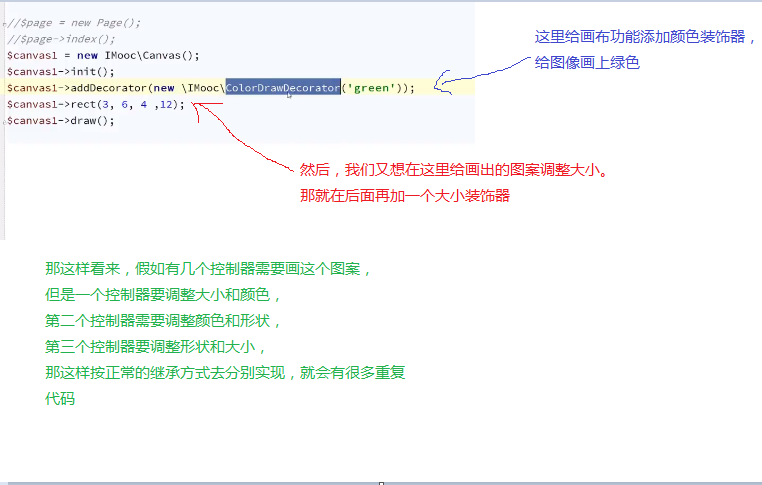 //$page = new Page();
//$page->index();
$canvas1 = new IMooc\Canvas();
$canvas1->init();
$canvas1->addDecorator(new \IMooc\ColorDrawDecorator('green'));
$canvas1->rect(3, 6, 4 ,12);
$canvas1->draw();
这里给画布功能添加颜色装饰器，
给图像画上绿色
然后，我们又想在这里给画出的图案调整大小。
那就在后面再加一个大小装饰器
那这样看来，假如有几个控制器需要画这个图案，
但是一个控制器要调整大小和颜色，
第二个控制器需要调整颜色和形状，
第三个控制器要调整形状和大小，
那这样按正常的继承方式去分别实现，就会有很多重复
代码